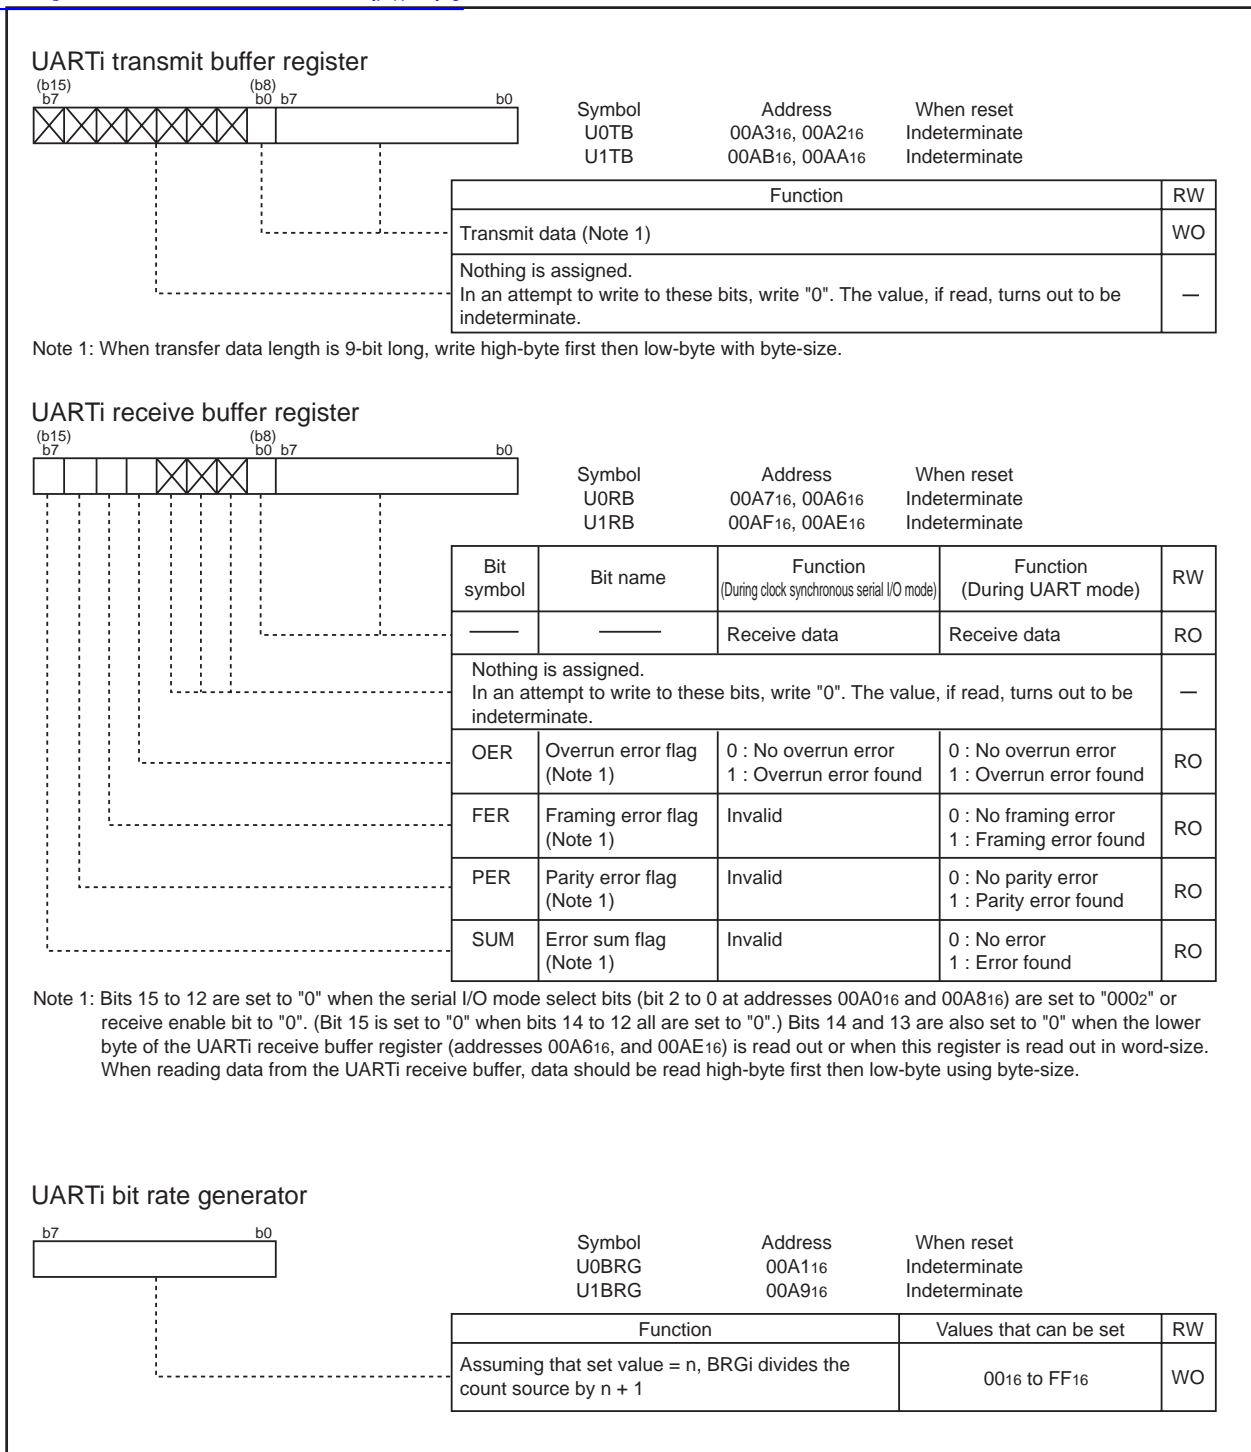 UARTi transmit buffer register
(b15) (b8)
b7 b0 b7 b0
Symbol Address When reset
U0TB 00A316, 00A216 Indeterminate
U1TB 00AB16, 00AA16 Indeterminate
Function RW
Transmit data (Note 1) WO
Nothing is assigned.
In an attempt to write to these bits, write "0". The value, if read, turns out to be —
indeterminate.
Note 1: When transfer data length is 9-bit long, write high-byte first then low-byte with byte-size.
UARTi receive buffer register
(b15) (b8)
b7 b0 b7 b0
Symbol Address When reset
U0RB 00A716, 00A616 Indeterminate
U1RB 00AF16, 00AE16 Indeterminate
Bit symbol Bit name Function (During clock synchronous serial I/O mode) Function (During UART mode) RW
Receive data Receive data RO
Nothing is assigned.
In an attempt to write to these bits, write "0". The value, if read, turns out to be —
indeterminate.
OER Overrun error flag 0 : No overrun error 0 : No overrun error RO
(Note 1) 1 : Overrun error found 1 : Overrun error found
FER Framing error flag Invalid 0 : No framing error RO
(Note 1) 1 : Framing error found
PER Parity error flag Invalid 0 : No parity error RO
(Note 1) 1 : Parity error found
SUM Error sum flag Invalid 0 : No error RO
(Note 1) 1 : Error found
Note 1: Bits 15 to 12 are set to "0" when the serial I/O mode select bits (bit 2 to 0 at addresses 00A016 and 00A816) are set to "0002" or
receive enable bit to "0". (Bit 15 is set to "0" when bits 14 to 12 all are set to "0".) Bits 14 and 13 are also set to "0" when the lower
byte of the UARTi receive buffer register (addresses 00A616, and 00AE16) is read out or when this register is read out in word-size.
When reading data from the UARTi receive buffer, data should be read high-byte first then low-byte using byte-size.
UARTi bit rate generator
b7 b0
Symbol Address When reset
U0BRG 00A116 Indeterminate
U1BRG 00A916 Indeterminate
Function Values that can be set RW
Assuming that set value = n, BRGi divides the 0016 to FF16 WO
count source by n + 1